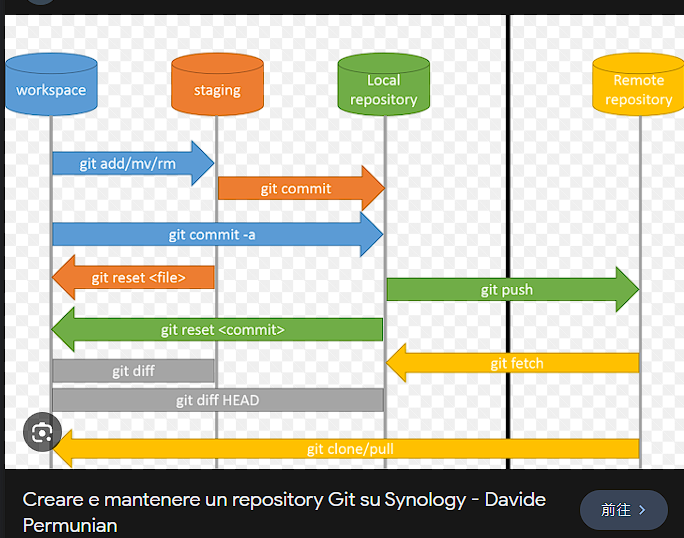 workspace
staging
Local
repository
Remote
repository
git add/mv/rm
git commit
git commit -a
git reset <file>
git push
git reset <commit>
git fetch
git diff
git diff HEAD
git clone/pull
Creare e mantenere un repository Git su Synology - Davide
Permunian
前往